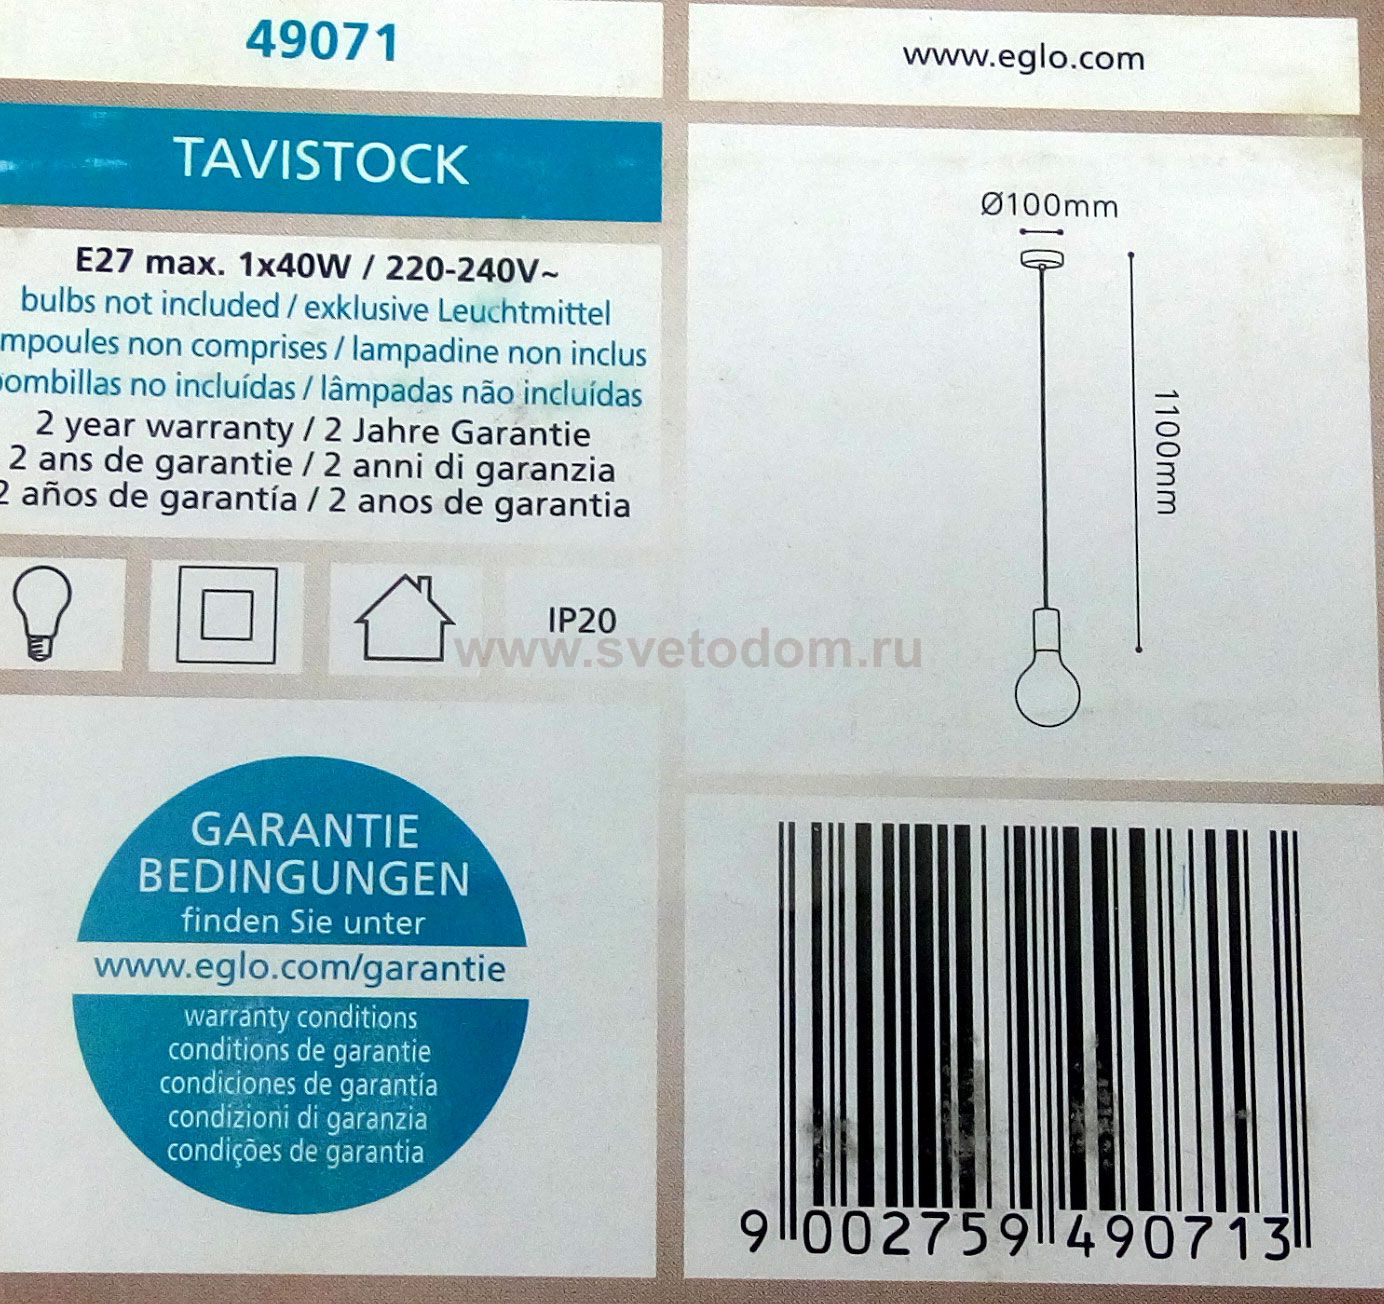 49071
TAVISTOCK
E27 max. 1x40W / 220-240V~
bulbs not included / exklusive Leuchtmittel
mpoules non comprises / lampadine non inclus
ombillas no incluídas / lâmpadas não incluídas
2 year warranty / 2 Jahre Garantie
2 ans de garantie / 2 anni di garanzia
2 años de garantía / 2 anos de garantia
IP20
GARANTIE
BEDINGUNGEN
finden Sie unter
www.eglo.com/garantie
warranty conditions
conditions de garantie
condiciones de garantía
condizioni di garanzia
condições de garantia
www.eglo.com
Ø100mm
1100mm
www.svetodom.ru
9 002759 490713